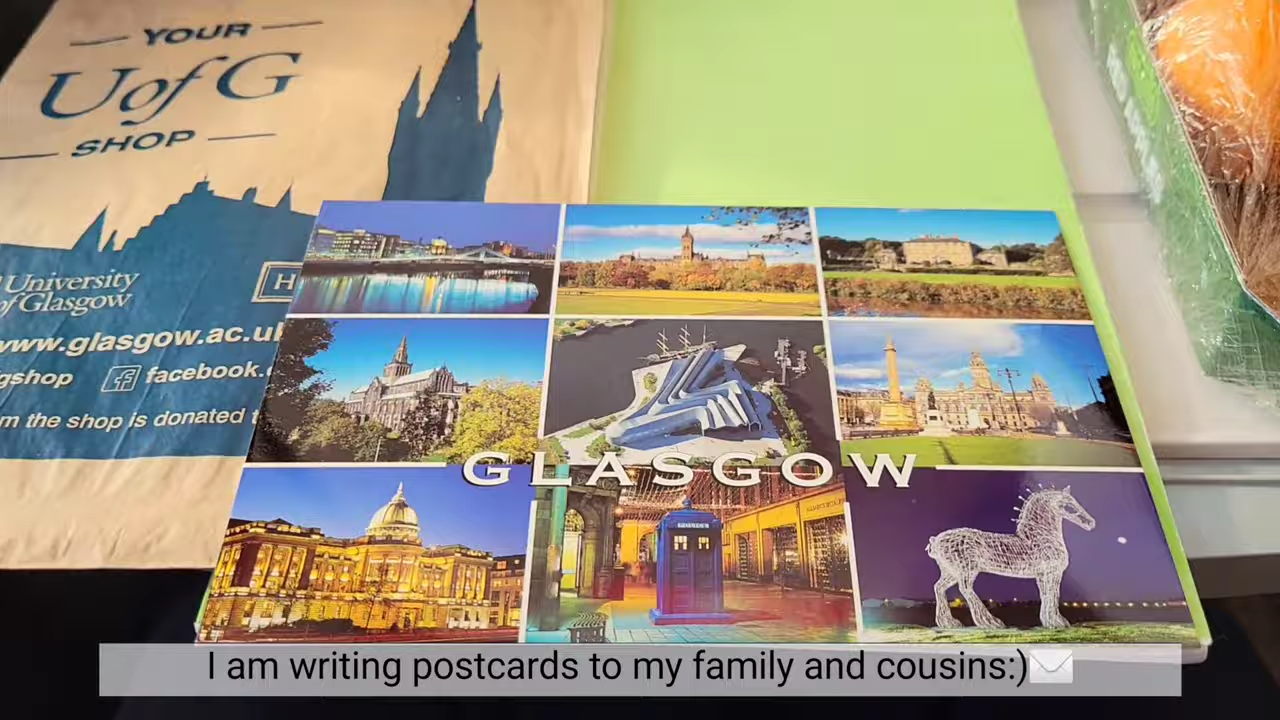 YOUR
UofG
SHOP
University
of Glasgow
H
www.glasgow.ac.uk
gshop
facebook.
m the shop is donated
GLASGOW
I am writing postcards to my family and cousins:)✉️